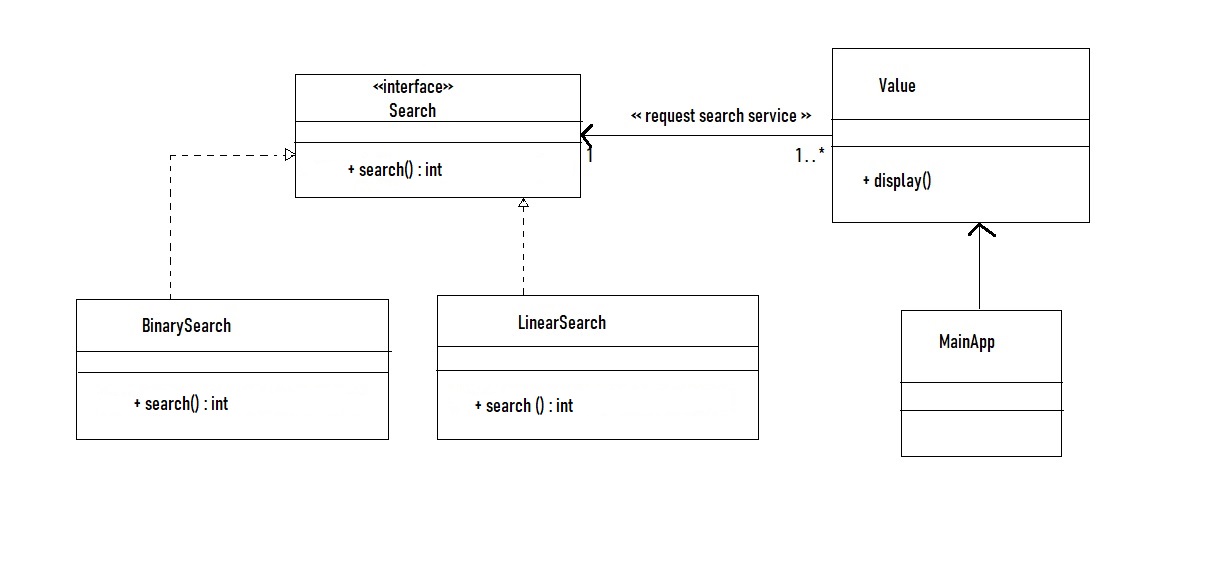 <<interface>>
Search
+ search() : int
<< request search service >>
1
1..*
Value
+ display()
BinarySearch
+ search() : int
LinearSearch
+ search () : int
MainApp